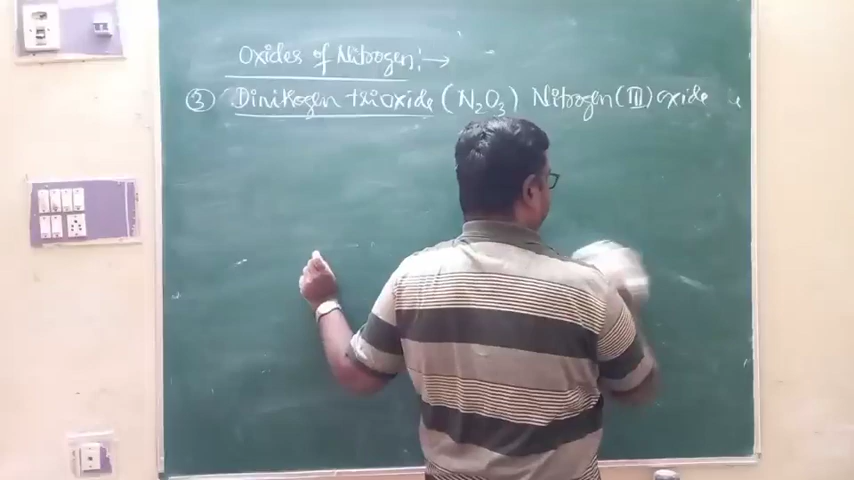 Oxides of Nitrogen:→
③ Dinitrogen trioxide (N₂O₃) Nitrogen (III) oxide